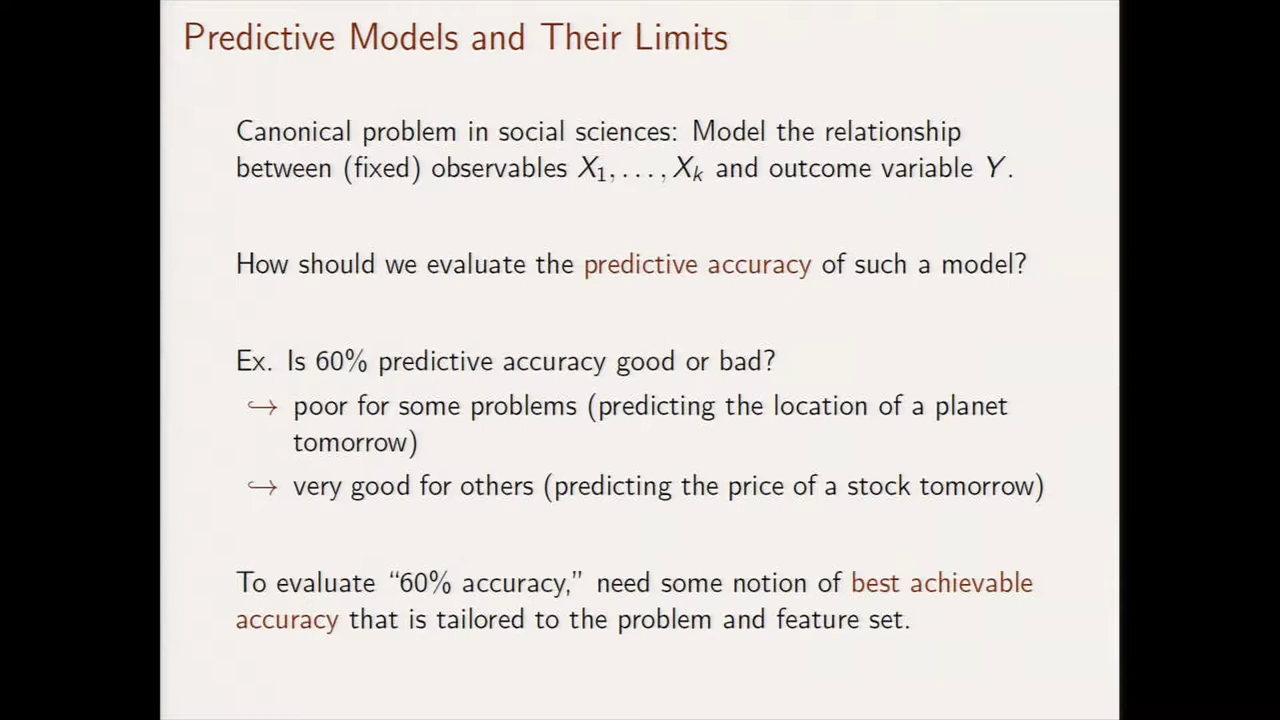 Predictive Models and Their Limits
Canonical problem in social sciences: Model the relationship
between (fixed) observables X₁, . . . , Xₖ and outcome variable Y.
How should we evaluate the predictive accuracy of such a model?
Ex. Is 60% predictive accuracy good or bad?
↪ poor for some problems (predicting the location of a planet
tomorrow)
↪ very good for others (predicting the price of a stock tomorrow)
To evaluate “60% accuracy,” need some notion of best achievable
accuracy that is tailored to the problem and feature set.